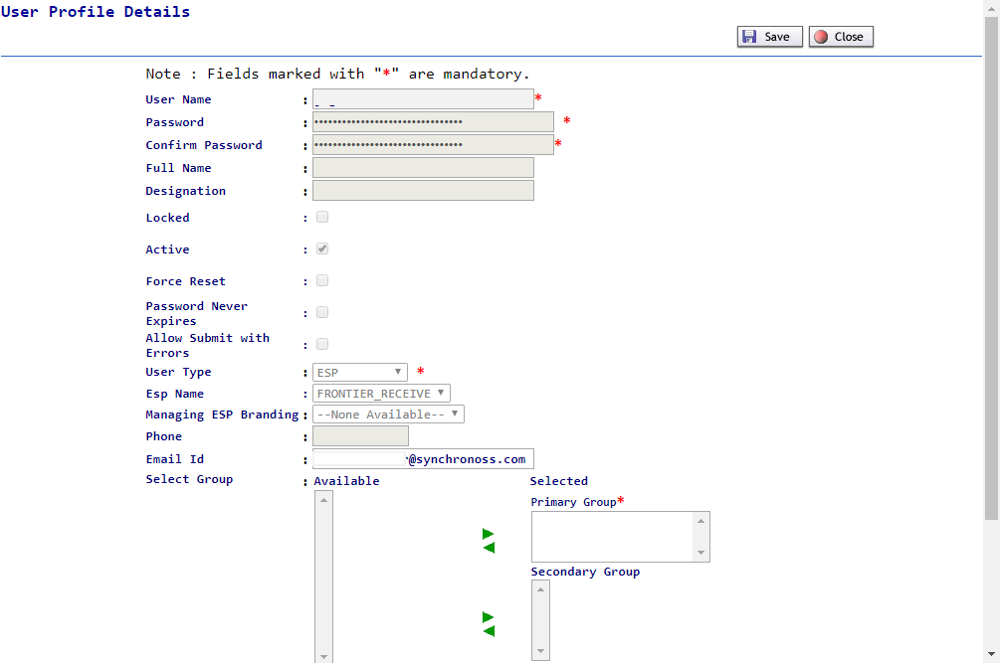 User Profile Details
Save Close
Note : Fields marked with "*" are mandatory.
User Name : *
Password : •••••••••••••••••••••••••••••••• *
Confirm Password : •••••••••••••••••••••••••••••••• *
Full Name :
Designation :
Locked :
Active :
Force Reset :
Password Never
Expires :
Allow Submit with
Errors :
User Type : ESP *
Esp Name : FRONTIER_RECEIVE
Managing ESP Branding : --None Available--
Phone :
Email Id : @synchronoss.com
Select Group : Available Selected
Primary Group*
Secondary Group